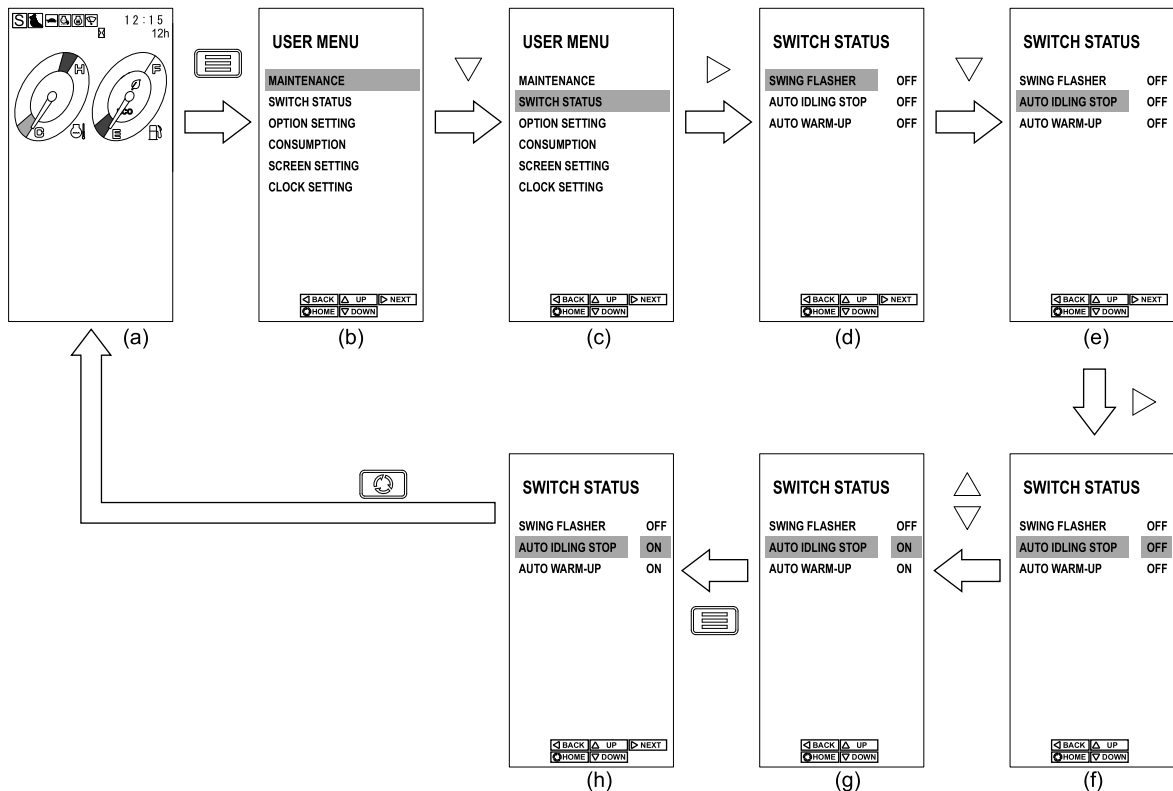 S 12:15
12h
H
C
F
eco
E
(a)
USER MENU
MAINTENANCE
SWITCH STATUS
OPTION SETTING
CONSUMPTION
SCREEN SETTING
CLOCK SETTING
BACK UP NEXT
HOME DOWN
(b)
USER MENU
MAINTENANCE
SWITCH STATUS
OPTION SETTING
CONSUMPTION
SCREEN SETTING
CLOCK SETTING
BACK UP NEXT
HOME DOWN
(c)
SWITCH STATUS
SWING FLASHER OFF
AUTO IDLING STOP OFF
AUTO WARM-UP OFF
BACK UP NEXT
HOME DOWN
(d)
SWITCH STATUS
SWING FLASHER OFF
AUTO IDLING STOP OFF
AUTO WARM-UP OFF
BACK UP NEXT
HOME DOWN
(e)
SWITCH STATUS
SWING FLASHER OFF
AUTO IDLING STOP OFF
AUTO WARM-UP OFF
BACK UP
HOME DOWN
(f)
SWITCH STATUS
SWING FLASHER OFF
AUTO IDLING STOP ON
AUTO WARM-UP ON
BACK UP
HOME DOWN
(g)
SWITCH STATUS
SWING FLASHER OFF
AUTO IDLING STOP ON
AUTO WARM-UP ON
BACK UP NEXT
HOME DOWN
(h)